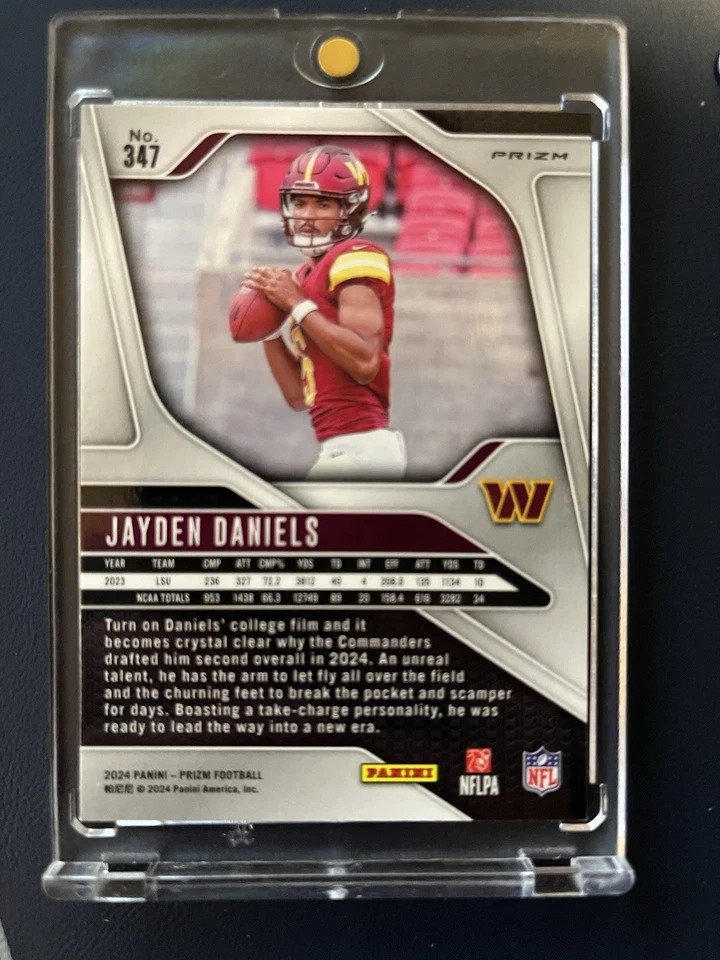 No.
347
PRIZM
W
JAYDEN DANIELS
YEAR TEAM CMP ATT CMP% YDS TD INT EFF ATT YDS TD
2023 LSU 236 327 72.2 3812 40 4 208.0 135 1134 10
NCAA TOTALS 953 1438 66.3 12749 89 20 158.4 616 3282 34
Turn on Daniels' college film and it
becomes crystal clear why the Commanders
drafted him second overall in 2024. An unreal
talent, he has the arm to let fly all over the field
and the churning feet to break the pocket and scamper
for days. Boasting a take-charge personality, he was
ready to lead the way into a new era.
2024 PANINI – PRIZM FOOTBALL
帕尼尼 © 2024 Panini America, Inc.
PANINI
NFLPA
NFL